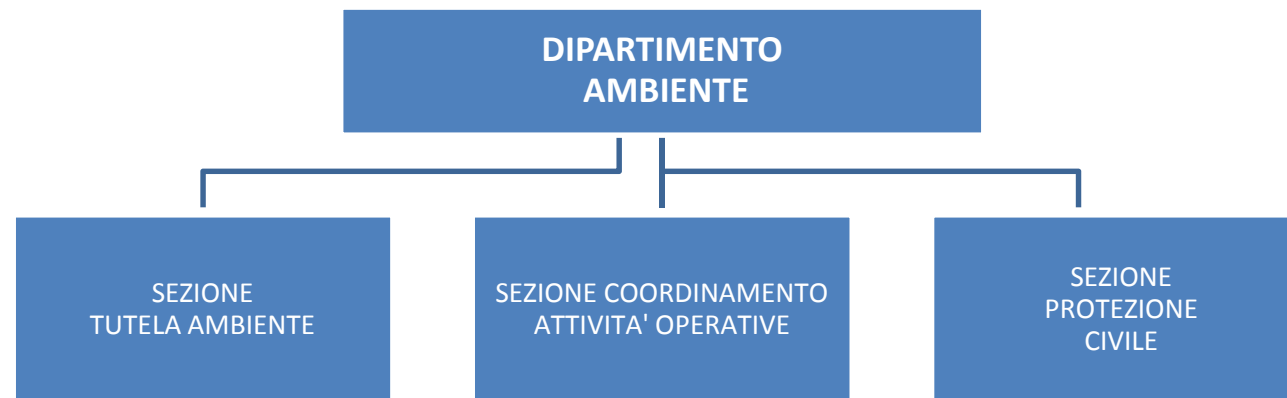 DIPARTIMENTO
AMBIENTE
SEZIONE
TUTELA AMBIENTE
SEZIONE COORDINAMENTO
ATTIVITA' OPERATIVE
SEZIONE
PROTEZIONE
CIVILE